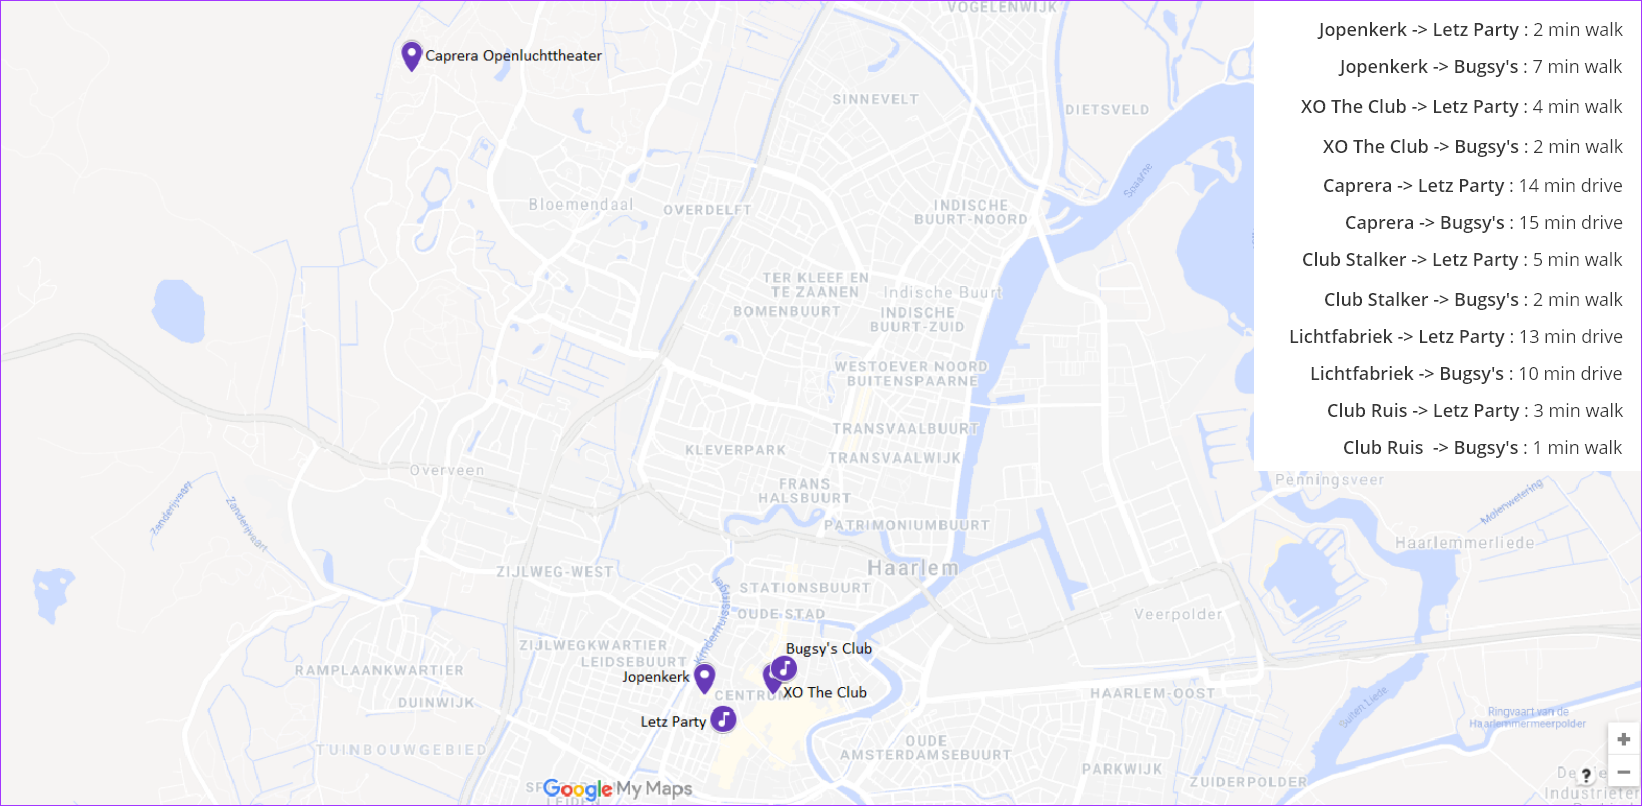 VOGELENWIJK
Caprera Openluchttheater
SINNEVELT
DIETSVELD
Spaarne
Bloemendaal
OVERDELFT
INDISCHE
BUURT-NOORD
TER KLEEF EN
TE ZAANEN
Indische Buurt
BOMENBUURT
INDISCHE
BUURT-ZUID
WESTOEVER NOORD
BUITENSPAARNE
TRANSVAALBUURT
KLEVERPARK
TRANSVAALWIJK
Overveen
FRANS
HALSBUURT
PATRIMONIUMBUURT
Zanderijvaart
Zanderijvaart
Haarlem
ZIJLWEG-WEST
STATIONSBUURT
OUDE STAD
Kinderhuissingel
ZIJLWEGKWARTIER
LEIDSEBUURT
Bugsy's Club
RAMPLAANKWARTIER
Jopenkerk
CENTRUM
XO The Club
DUINWIJK
Letz Party
TUINBOUWGEBIED
OUDE
AMSTERDAMSEBUURT
LEIDEN
Google My Maps
PARKWIJK
ZUIDERPOLDER
HAARLEM-OOST
Buiten Liede
Ringvaart van de
Haarlemmermeerpolder
Veerpolder
Haarlemmerliede
Molenwetering
Penningsveer
Industrieter
+
?
−
Jopenkerk -> Letz Party : 2 min walk
Jopenkerk -> Bugsy's : 7 min walk
XO The Club -> Letz Party : 4 min walk
XO The Club -> Bugsy's : 2 min walk
Caprera -> Letz Party : 14 min drive
Caprera -> Bugsy's : 15 min drive
Club Stalker -> Letz Party : 5 min walk
Club Stalker -> Bugsy's : 2 min walk
Lichtfabriek -> Letz Party : 13 min drive
Lichtfabriek -> Bugsy's : 10 min drive
Club Ruis -> Letz Party : 3 min walk
Club Ruis -> Bugsy's : 1 min walk